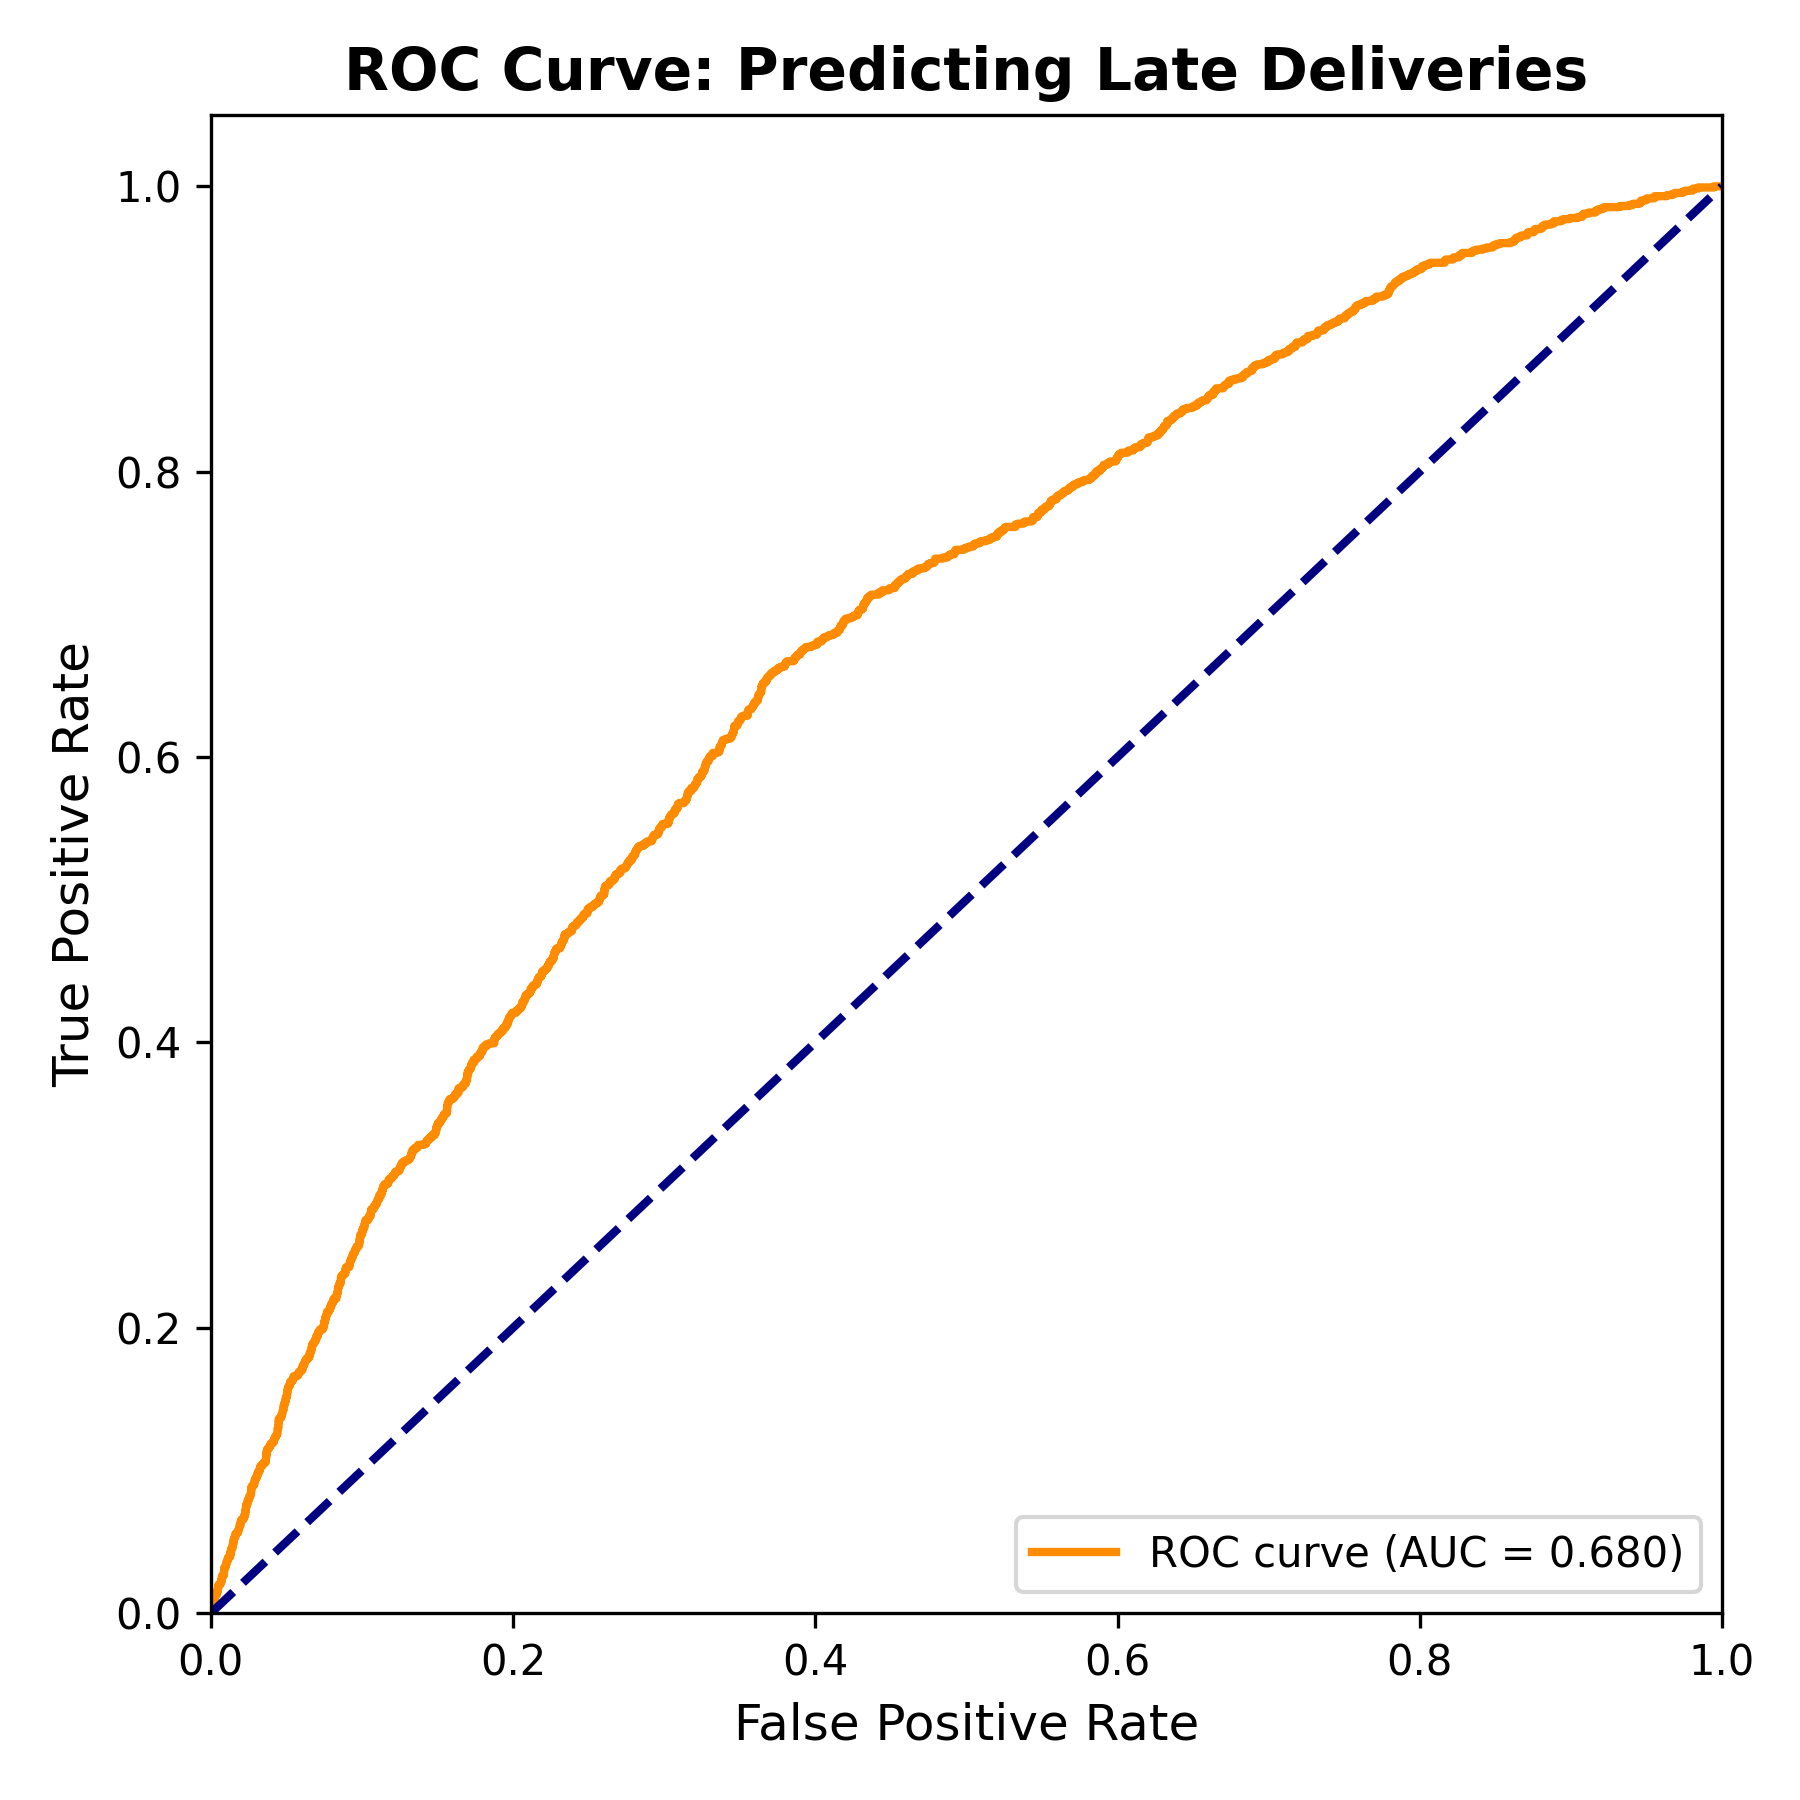 ROC Curve: Predicting Late Deliveries
True Positive Rate
1.0
0.8
0.6
0.4
0.2
0.0
ROC curve (AUC = 0.680)
0.0 0.2 0.4 0.6 0.8 1.0
False Positive Rate